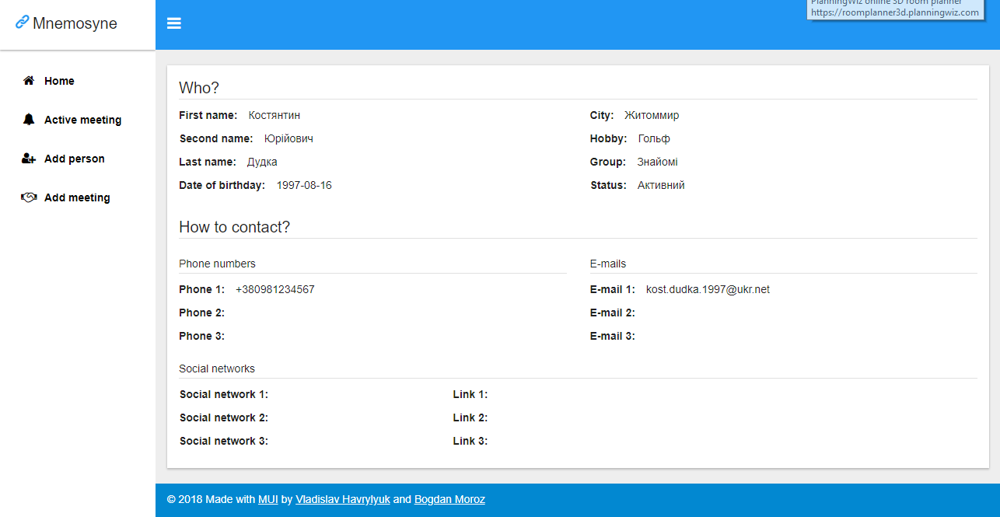 Mnemosyne
PlanningWiz online 3D room planner
https://roomplanner3d.planningwiz.com
Home
Active meeting
Add person
Add meeting
Who?
First name: Костянтин
City: Житоммир
Second name: Юрійович
Hobby: Гольф
Last name: Дудка
Group: Знайомі
Date of birthday: 1997-08-16
Status: Активний
How to contact?
Phone numbers
E-mails
Phone 1: +380981234567
E-mail 1: kost.dudka.1997@ukr.net
Phone 2:
E-mail 2:
Phone 3:
E-mail 3:
Social networks
Social network 1:
Link 1:
Social network 2:
Link 2:
Social network 3:
Link 3:
© 2018 Made with MUI by Vladislav Havrylyuk and Bogdan Moroz